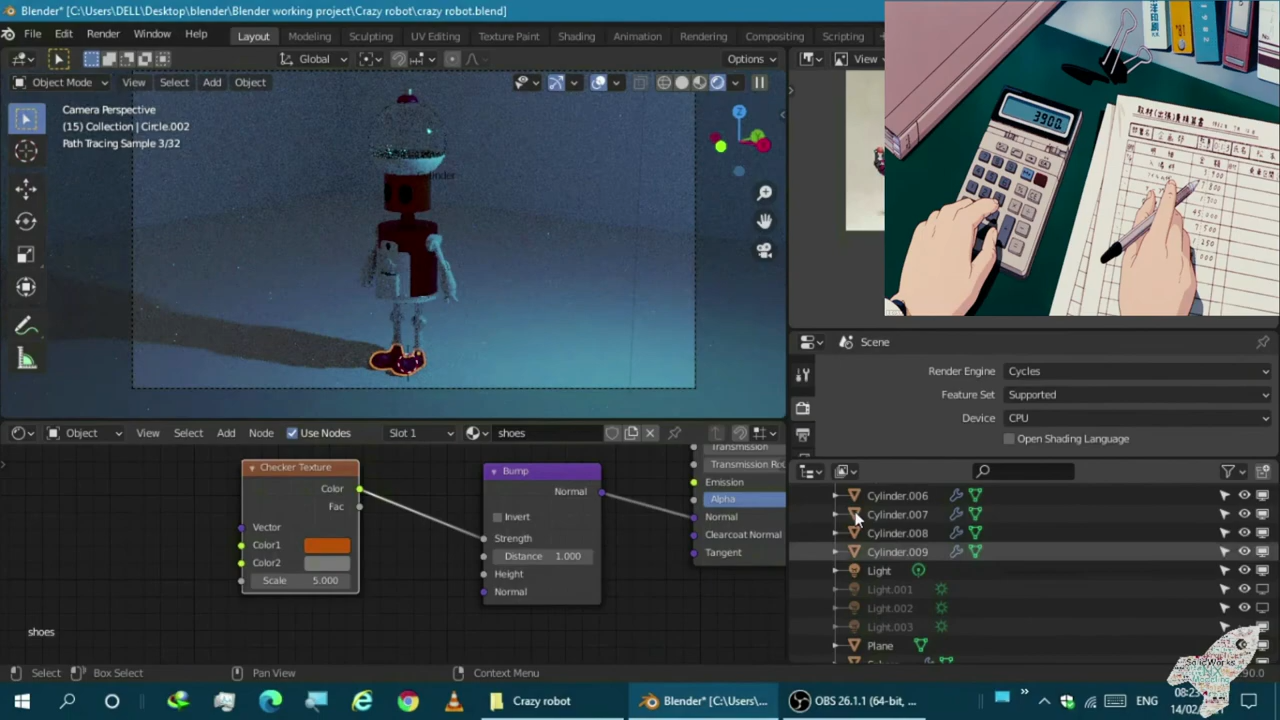 Blender* [C:\Users\DELL\Desktop\blender\Blender working project\Crazy robot\crazy robot.blend]
File Edit Render Window Help
Layout Modeling Sculpting UV Editing Texture Paint Shading Animation Rendering Compositing Scripting
Global
Options
View
Object Mode View Select Add Object
Camera Perspective
(15) Collection | Circle.002
Path Tracing Sample 3/32
Cylinder
3900.
Scene
Render Engine Cycles
Feature Set Supported
Device CPU
Open Shading Language
Object View Select Add Node Use Nodes Slot 1 shoes
Checker Texture
Color
Fac
Vector
Color1
Color2
Scale 5.000
Bump
Normal
Invert
Strength
Distance 1.000
Height
Normal
Transmission
Emission
Alpha
Normal
Clearcoat Normal
Tangent
shoes
Cylinder.006
Cylinder.007
Cylinder.008
Cylinder.009
Light
Light.001
Light.002
Light.003
Plane
Select Box Select Pan View Context Menu
SolidWorks
Crazy robot
Blender* [C:\Users\...
OBS 26.1.1 (64-bit, ...
ENG